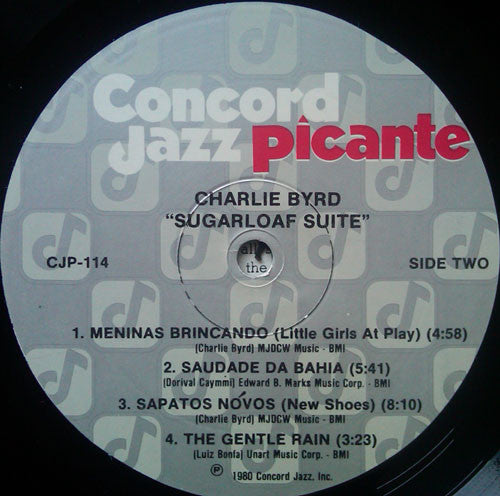 Concord
Jazz picante
CHARLIE BYRD
"SUGARLOAF SUITE"
all
the
CJP-114
SIDE TWO
1. MENINAS BRINCANDO (Little Girls At Play) (4:58)
(Charlie Byrd) MJDCW Music - BMI
2. SAUDADE DA BAHIA (5:41)
(Dorival Caymmi) Edward B. Marks Music Corp. - BMI
3. SAPATOS NOVOS (New Shoes) (8:10)
(Charlie Byrd) MJDCW Music - BMI
4. THE GENTLE RAIN (3:23)
(Luiz Bonfa) Unart Music Corp. - BMI
℗
1980 Concord Jazz, Inc.